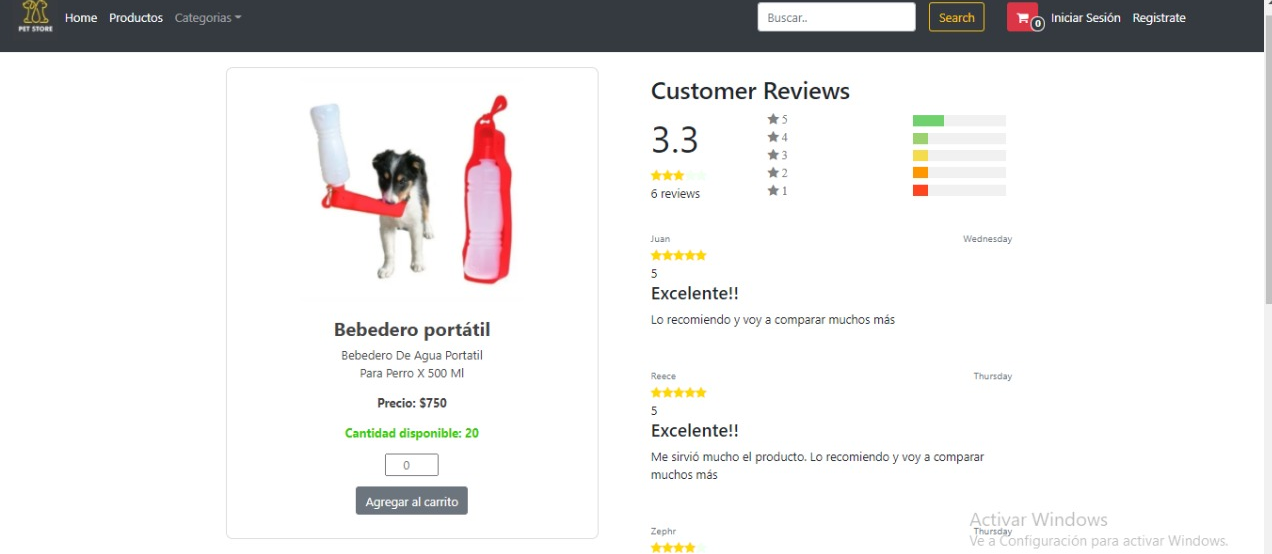 PET STORE
Home Productos Categorias
Buscar..
Search
0
Iniciar Sesión Registrate
Bebedero portátil
Bebedero De Agua Portatil
Para Perro X 500 Ml
Precio: $750
Cantidad disponible: 20
0
Agregar al carrito
Customer Reviews
3.3
6 reviews
5
4
3
2
1
Juan Wednesday
5
Excelente!!
Lo recomiendo y voy a comparar muchos más
Reece Thursday
5
Excelente!!
Me sirvió mucho el producto. Lo recomiendo y voy a comparar
muchos más
Zephr Thursday
Activar Windows
Ve a Configuración para activar Windows.